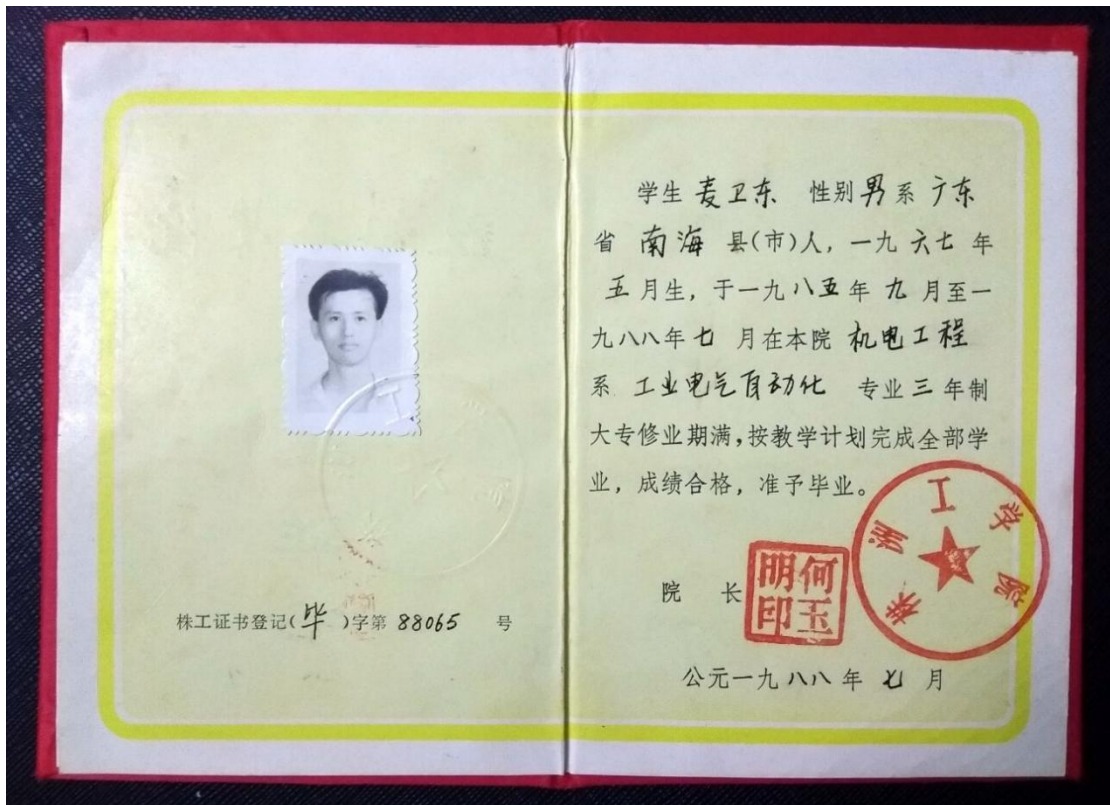 株工证书登记(毕)字第 88065 号
学生 麦卫东 性别 男 系 广东
省 南海 县(市)人, 一九六七年
五月生, 于一九八五年九月至一
九八八年七 月在本院 机电工程
系 工业电气自动化 专业三年制
大专修业期满, 按教学计划完成全部学
业, 成绩合格, 准予毕业。
院 长
何玉明印
株洲工学院
公元一九八八年七月